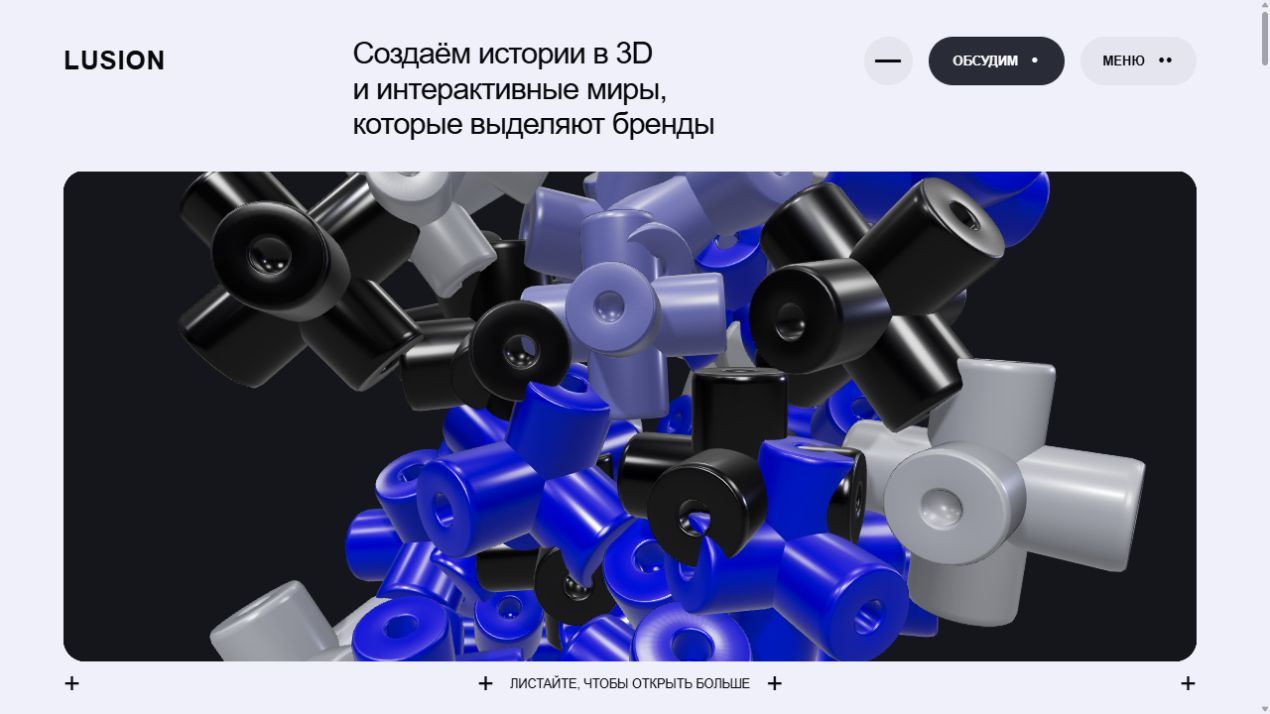 LUSION
Создаём истории в 3D
и интерактивные миры,
которые выделяют бренды
ОБСУДИМ
МЕНЮ
ЛИСТАЙТЕ, ЧТОБЫ ОТКРЫТЬ БОЛЬШЕ